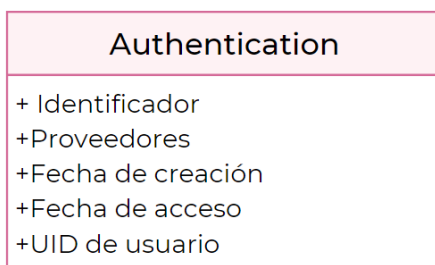 Authentication
+ Identificador
+Proveedores
+Fecha de creación
+Fecha de acceso
+UID de usuario